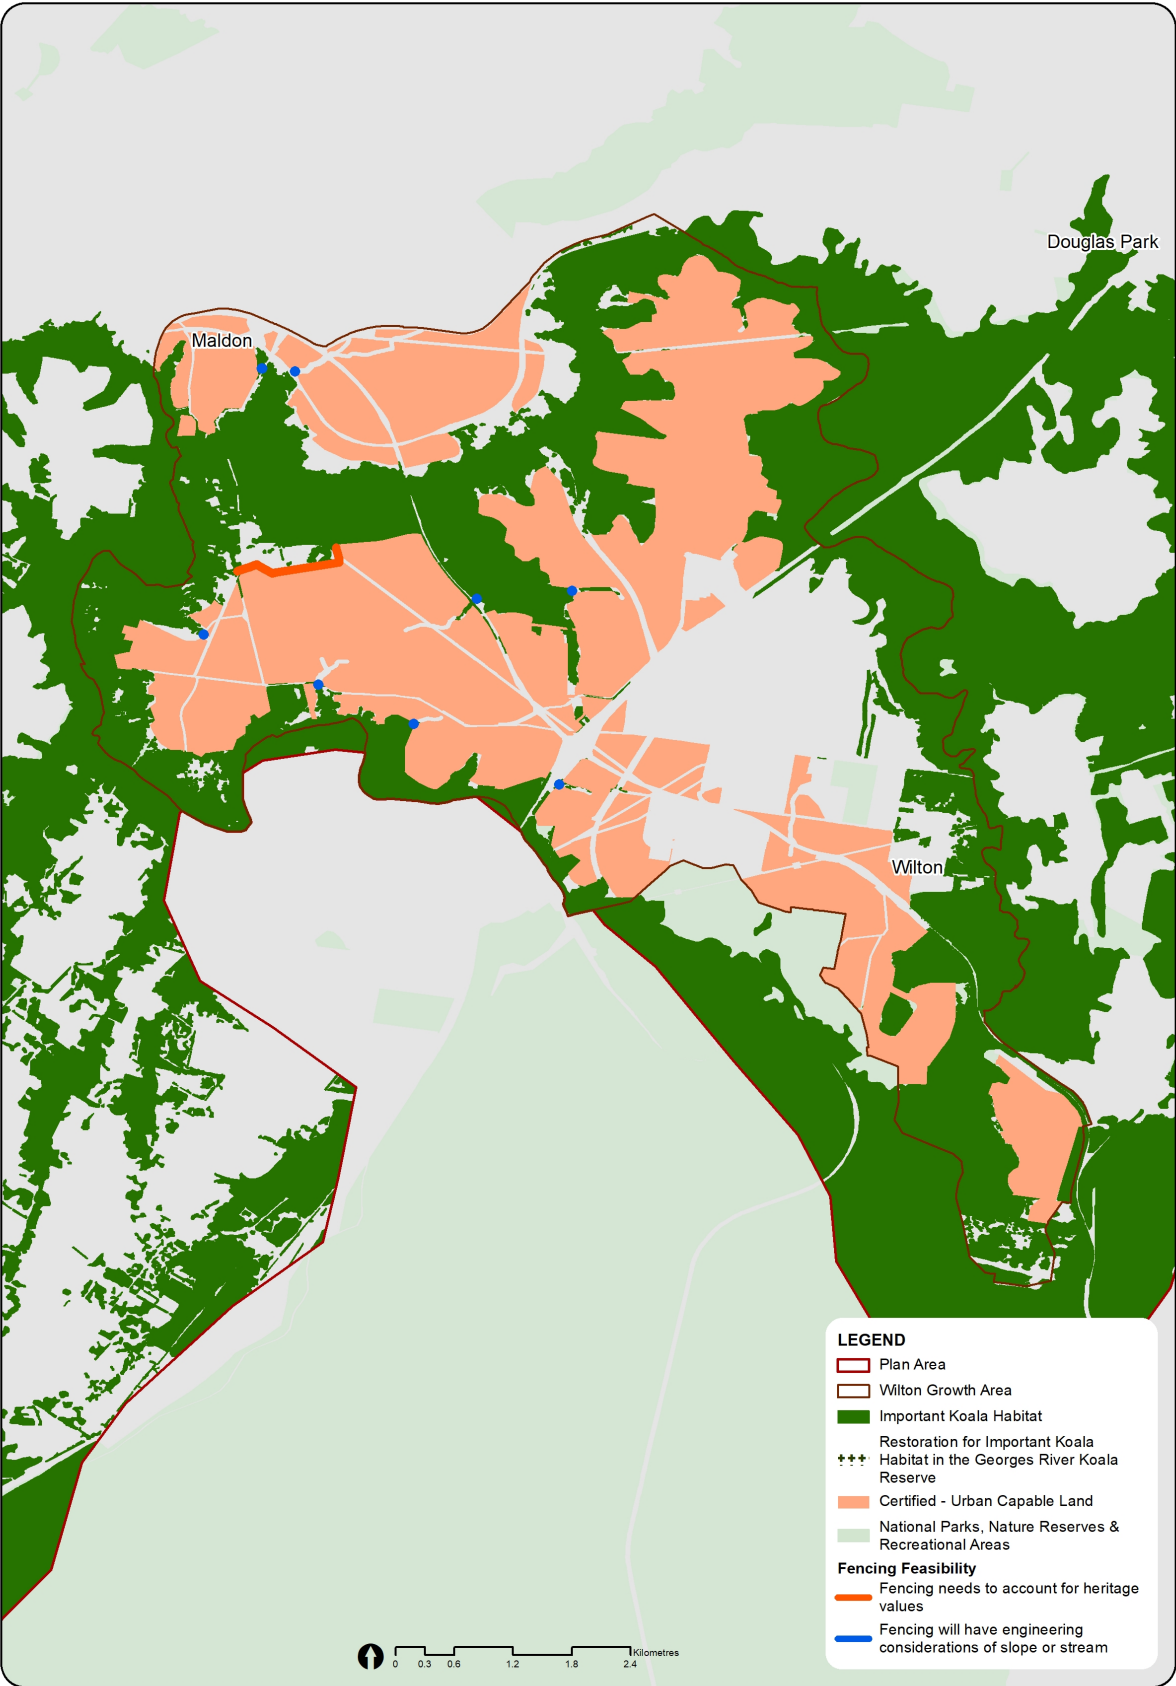 Douglas Park
Maldon
Wilton
LEGEND
Plan Area
Wilton Growth Area
Important Koala Habitat
Restoration for Important Koala
Habitat in the Georges River Koala
Reserve
Certified - Urban Capable Land
National Parks, Nature Reserves &
Recreational Areas
Fencing Feasibility
Fencing needs to account for heritage
values
Fencing will have engineering
considerations of slope or stream
Kilometres
0 0.3 0.6 1.2 1.8 2.4